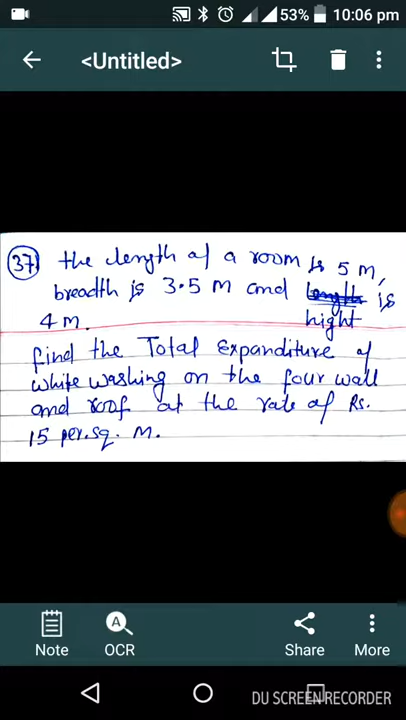 53% 10:06 pm
<Untitled>
37) the length of a room is 5 M,
breadth is 3.5 M and hight is
4 M.
find the Total Expanditure of
white washing on the four wall
and roof at the rate of Rs.
15 per.sq. M.
Note OCR Share More
DU SCREEN RECORDER